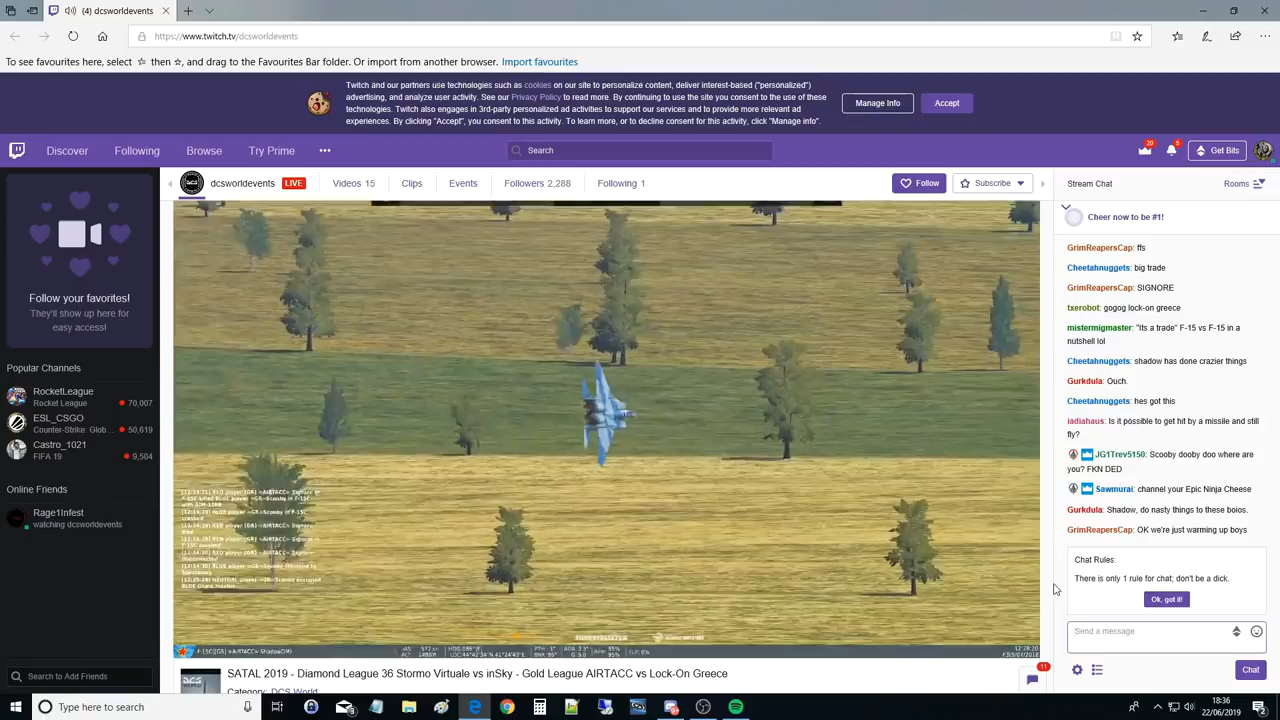 (4) dcsworldevents
https://www.twitch.tv/dcsworldevents
To see favourites here, select ☆ then ☆, and drag to the Favourites Bar folder. Or import from another browser. Import favourites
Twitch and our partners use technologies such as cookies on our site to personalize content, deliver interest-based ("personalized")
advertising, and analyze user activity. See our Privacy Policy to read more. By continuing to use the site you consent to the use of these
technologies. Twitch also engages in 3rd-party personalized ad activities to support our services and to provide more relevant ad
experiences. By clicking "Accept", you consent to this activity. To learn more, or to decline consent for this activity, click "Manage info".
Manage Info
Accept
Discover
Following
Browse
Try Prime
Search
20
5
Get Bits
dcsworldevents
LIVE
Videos 15
Clips
Events
Followers 2,288
Following 1
Follow
Subscribe
Stream Chat
Rooms
Follow your favorites!
They'll show up here for
easy access!
Popular Channels
RocketLeague
Rocket League
70,007
ESL_CSGO
Counter-Strike: Glob...
50,619
Castro_1021
FIFA 19
9,504
Online Friends
Rage1Infest
watching dcsworldevents
Search to Add Friends
Cheer now to be #1!
GrimReapersCap: ffs
Cheetahnuggets: big trade
GrimReapersCap: SIGNORE
txerobot: gogog lock-on greece
mistermigmaster: "Its a trade" F-15 vs F-15 in a
nutshell lol
Cheetahnuggets: shadow has done crazier things
Gurkdula: Ouch.
Cheetahnuggets: hes got this
iadiahaus: Is it possible to get hit by a missile and still
fly?
JG1Trev5150: Scooby dooby doo where are
you? FKN DED
Sawmurai: channel your Epic Ninja Cheese
Gurkdula: Shadow, do nasty things to these boios.
GrimReapersCap: OK we're just warming up boys
Chat Rules:
There is only 1 rule for chat; don't be a dick.
Ok, got it!
Send a message
Chat
11
SATAL 2019 - Diamond League 36 Stormo Virtuale vs inSky - Gold League AIRTACC vs Lock-On Greece
Category: DCS World
Type here to search
3
18:36
22/06/2019
2